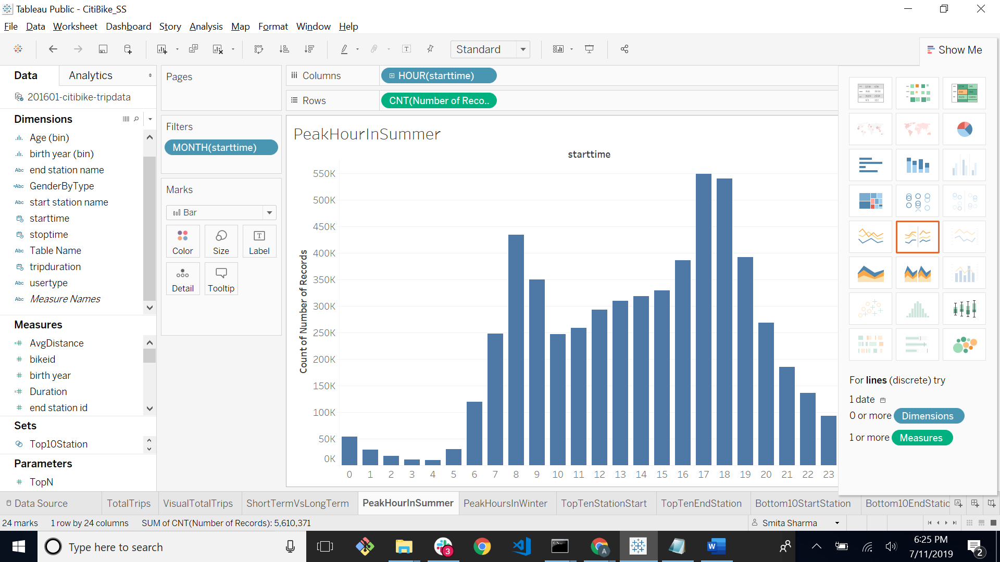 Tableau Public - CitiBike_SS
File Data Worksheet Dashboard Story Analysis Map Format Window Help
Standard
Show Me
Data
Analytics
201601-citibike-tripdata
Dimensions
Age (bin)
birth year (bin)
Abc end station name
=Abc GenderByType
Abc start station name
starttime
stoptime
Abc Table Name
tripduration
Abc usertype
Abc Measure Names
Measures
=# AvgDistance
# bikeid
# birth year
=# Duration
# end station id
Sets
Top10Station
Parameters
# TopN
Pages
Filters
MONTH(starttime)
Marks
Bar
Color
Size
Label
Detail
Tooltip
Columns
HOUR(starttime)
Rows
CNT(Number of Reco..
PeakHourInSummer
starttime
Count of Number of Records
550K
500K
450K
400K
350K
300K
250K
200K
150K
100K
50K
0K
0 1 2 3 4 5 6 7 8 9 10 11 12 13 14 15 16 17 18 19 20 21 22 23
For lines (discrete) try
1 date
0 or more Dimensions
1 or more Measures
Data Source
TotalTrips
VisualTotalTrips
ShortTermVsLongTerm
PeakHourInSummer
PeakHoursInWinter
TopTenStationStart
TopTenEndStation
Bottom10StartStation
Bottom10EndStatio
24 marks
1 row by 24 columns
SUM of CNT(Number of Records): 5,610,371
Smita Sharma
Type here to search
3
A
W
6:25 PM
7/11/2019
2